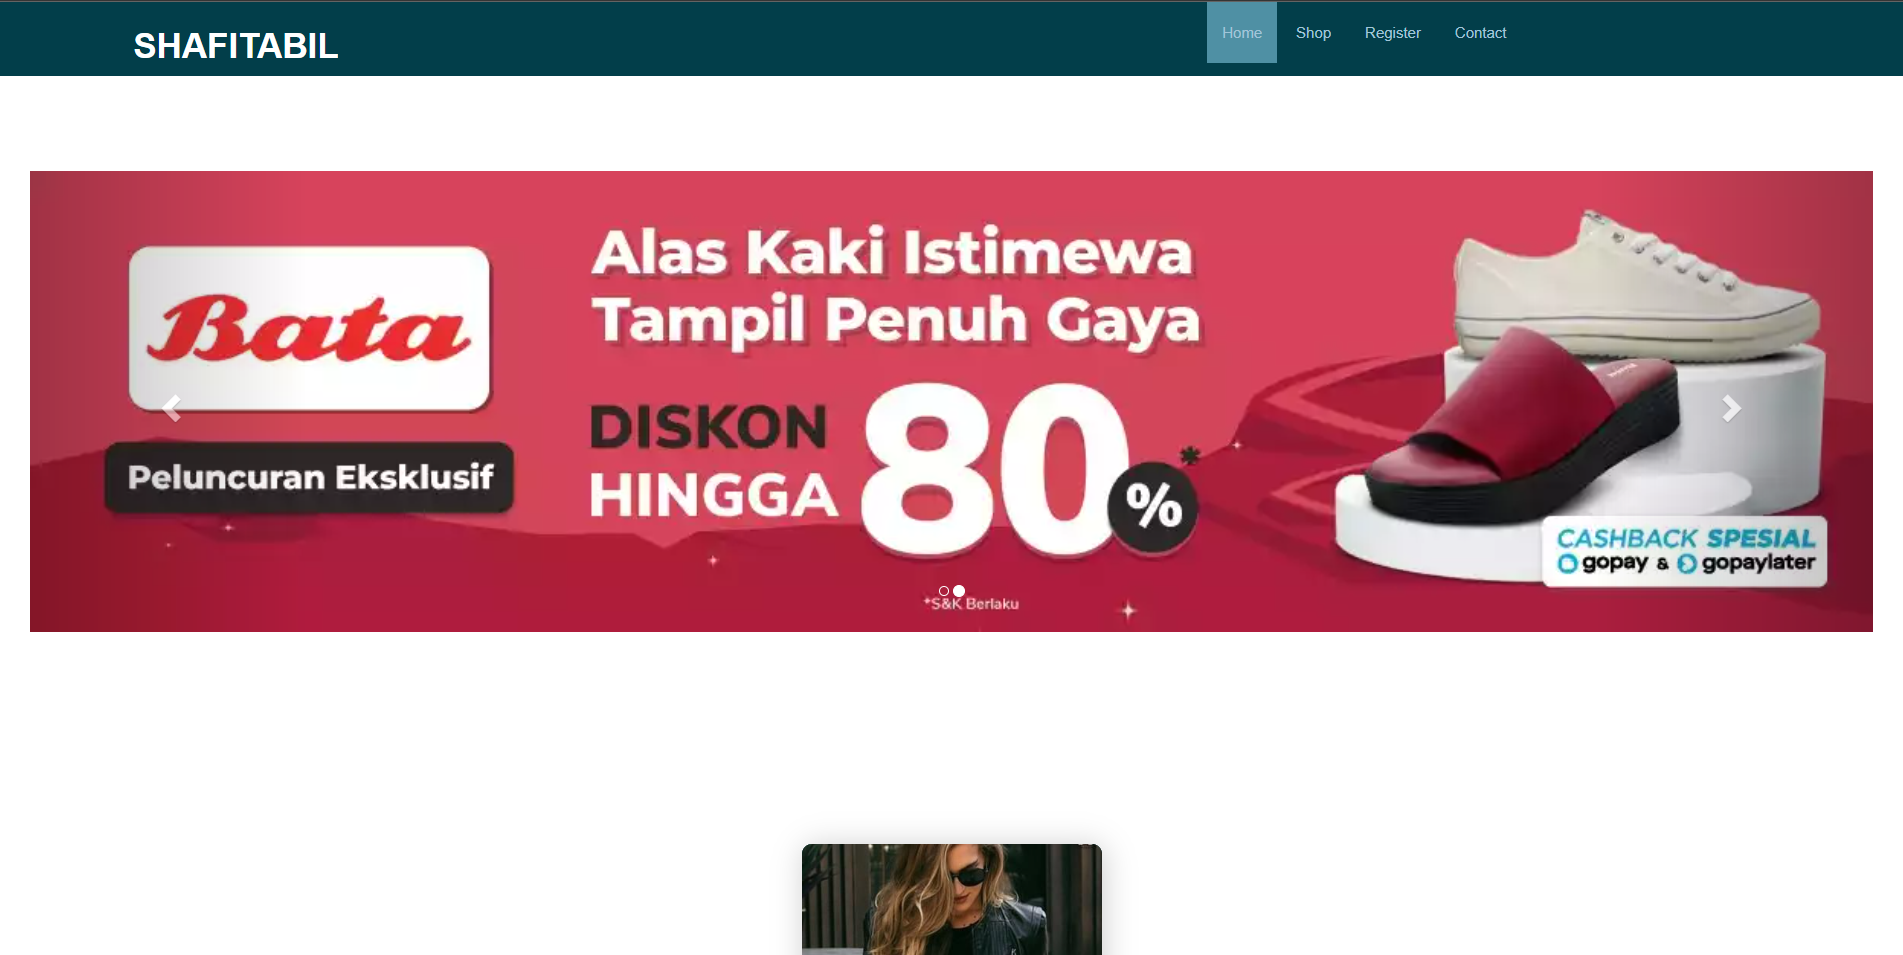 SHAFITABIL
Home Shop Register Contact
Bata
Peluncuran Eksklusif
Alas Kaki Istimewa
Tampil Penuh Gaya
DISKON
HINGGA
80%*
CASHBACK SPESIAL
gopay & gopaylater
*S&K Berlaku